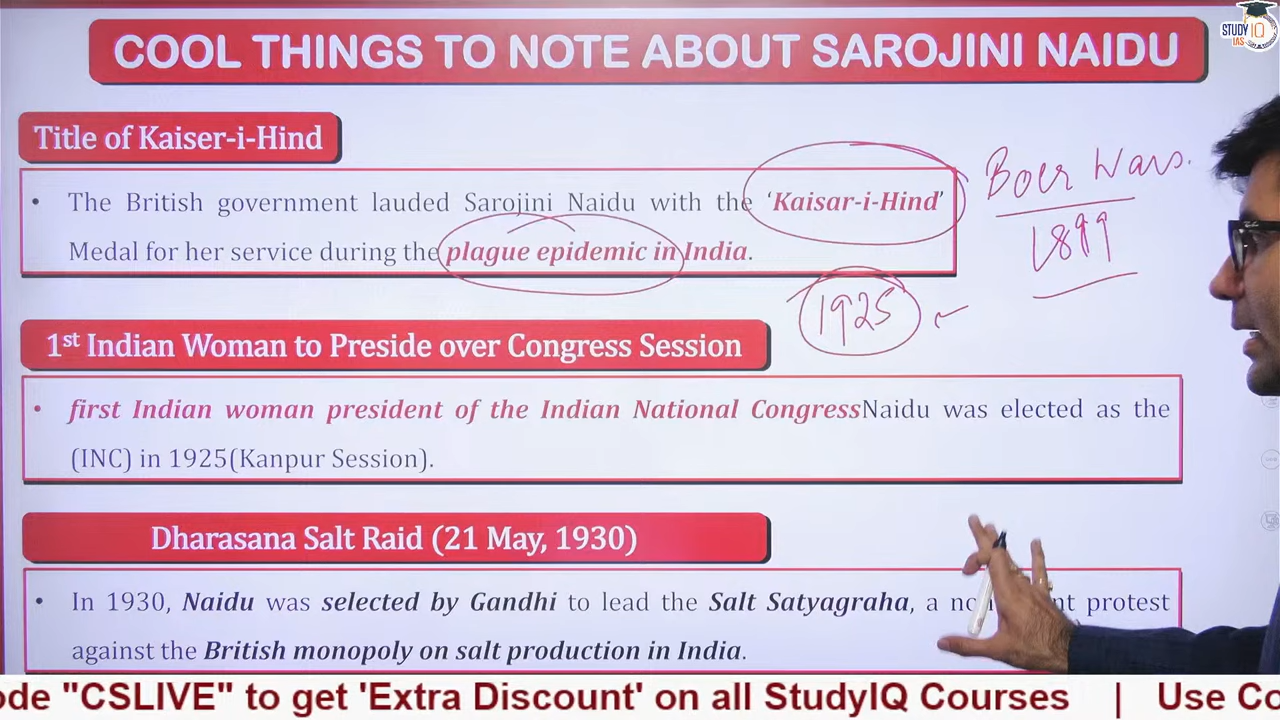 COOL THINGS TO NOTE ABOUT SAROJINI NAIDU
STUDY IQ
IAS
Title of Kaiser-i-Hind
• The British government lauded Sarojini Naidu with the ‘Kaisar-i-Hind’
Medal for her service during the plague epidemic in India.
Boer Wars.
1899
1925
1st Indian Woman to Preside over Congress Session
• first Indian woman president of the Indian National CongressNaidu was elected as the
(INC) in 1925(Kanpur Session).
Dharasana Salt Raid (21 May, 1930)
• In 1930, Naidu was selected by Gandhi to lead the Salt Satyagraha, a protest
against the British monopoly on salt production in India.
ode "CSLIVE" to get 'Extra Discount' on all StudyIQ Courses | Use Co